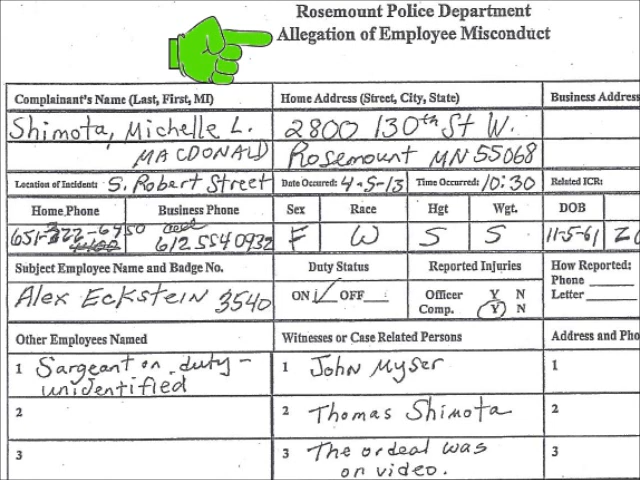 Rosemount Police Department
Allegation of Employee Misconduct
Complainant's Name (Last, First, MI) Home Address (Street, City, State) Business Address
Shimota, Michelle L. 2800 130th St W.
MACDONALD Rosemount MN 55068
Location of Incident: S. Robert Street Date Occured: 4-5-13 Time Occurred: 10:30 Related ICR:
Home Phone Business Phone Sex Race Hgt Wgt. DOB
cell
651-322-6750 612 554 0932 F W S S 11-5-61
Subject Employee Name and Badge No. Duty Status Reported Injuries How Reported:
Alex Eckstein 3540 ON ✓ OFF Officer Y N Phone
Comp. Y N Letter
Other Employees Named Witnesses or Case Related Persons Address and Pho
1 Sargeant on duty - 1 John Myser 1
unidentified
2 2 Thomas Shimota 2
3 3 The ordeal was 3
on video.